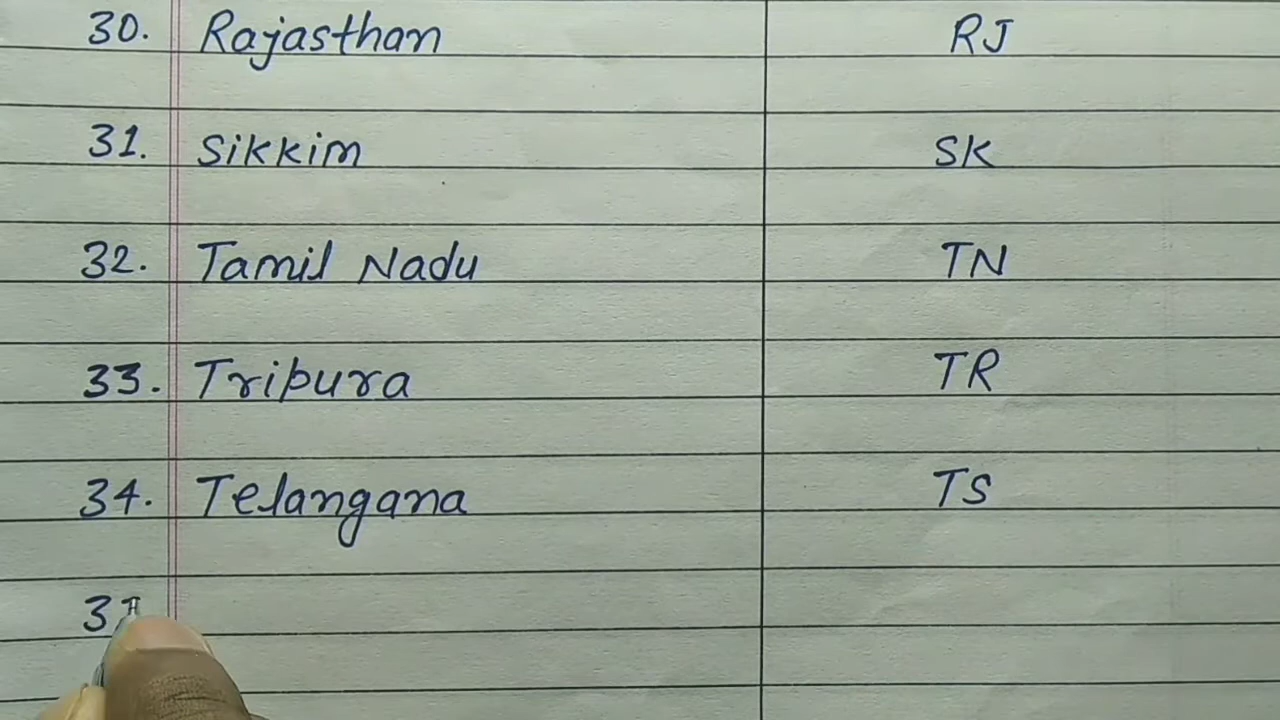 30. Rajasthan RJ
31. Sikkim SK
32. Tamil Nadu TN
33. Tripura TR
34. Telangana TS